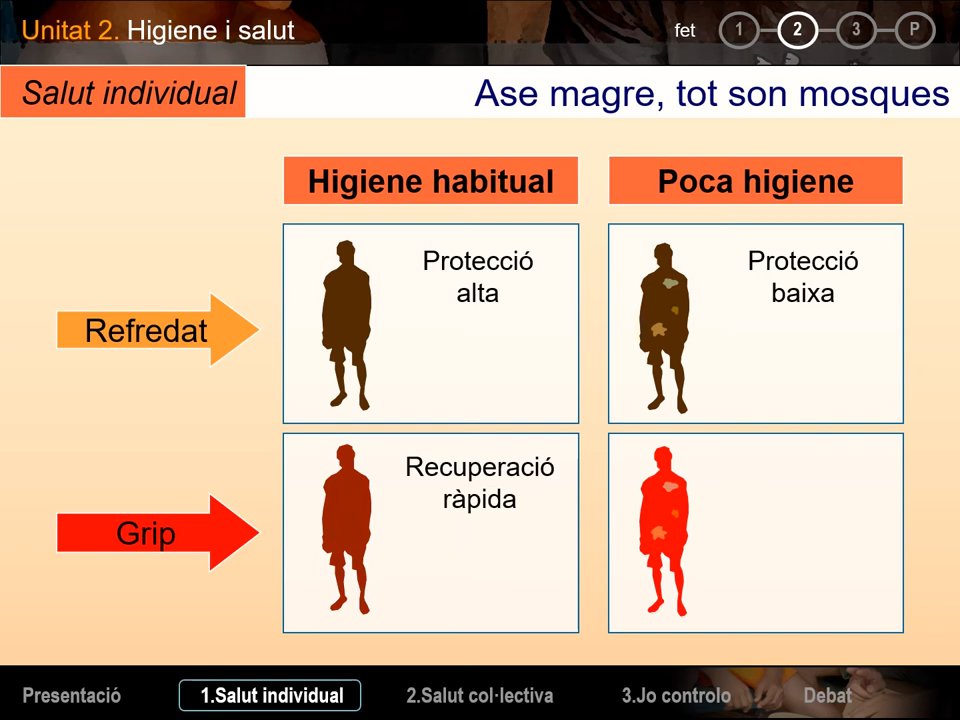 Unitat 2. Higiene i salut
fet 1 2 3 P
Salut individual
Ase magre, tot son mosques
Higiene habitual
Poca higiene
Refredat
Protecció
alta
Protecció
baixa
Grip
Recuperació
ràpida
Presentació 1.Salut individual 2.Salut col·lectiva 3.Jo controlo Debat